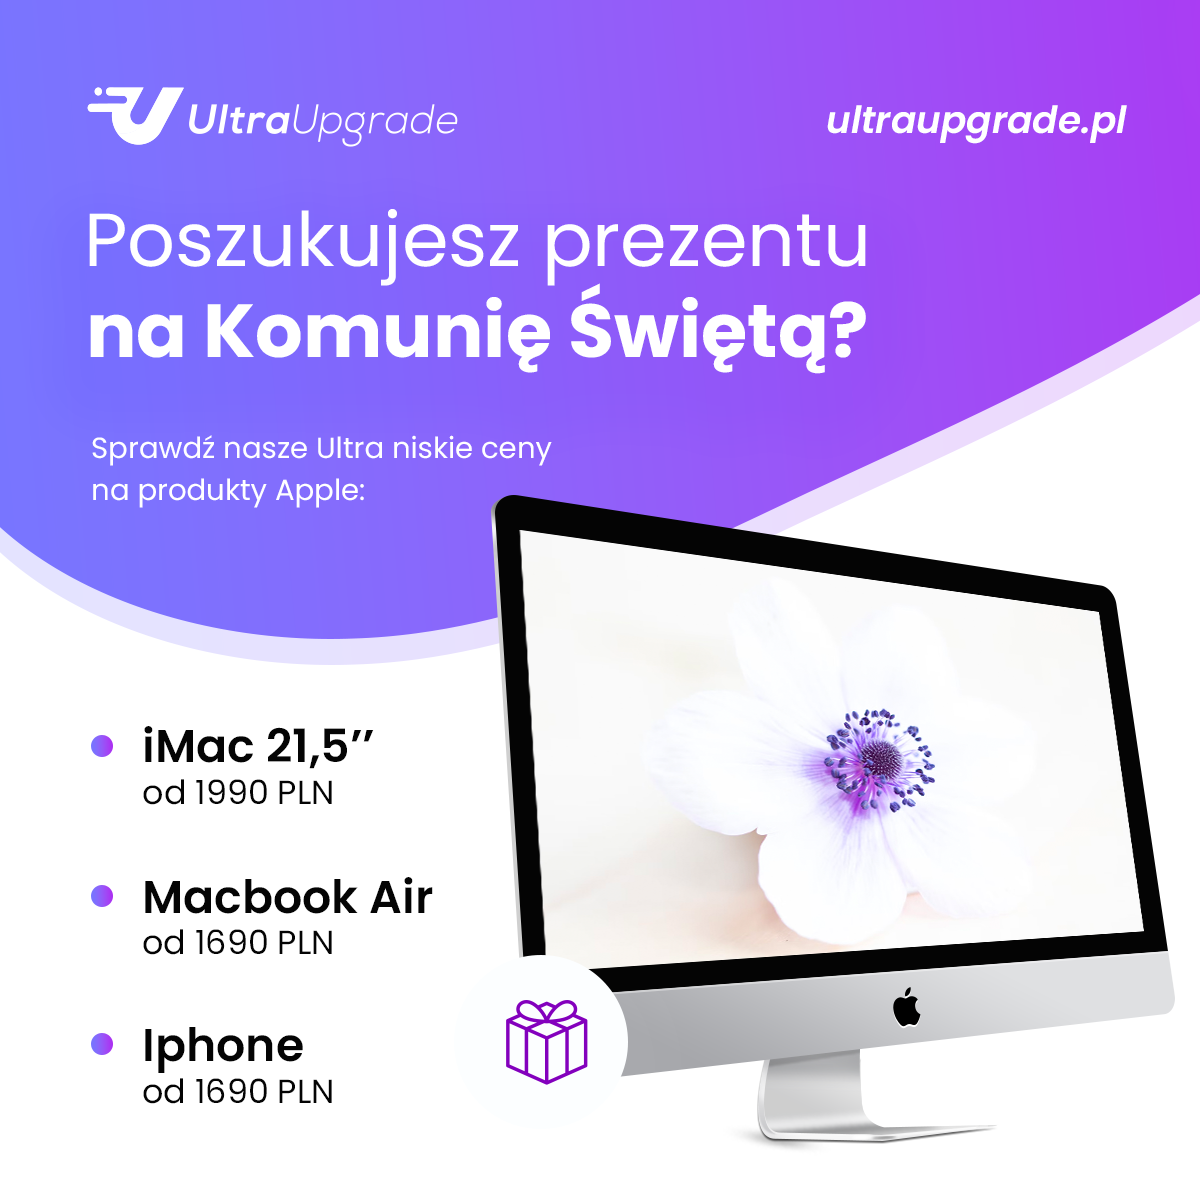 UltraUpgrade
ultraupgrade.pl
Poszukujesz prezentu
na Komunię Świętą?
Sprawdź nasze Ultra niskie ceny
na produkty Apple:
iMac 21,5’’
od 1990 PLN
Macbook Air
od 1690 PLN
Iphone
od 1690 PLN